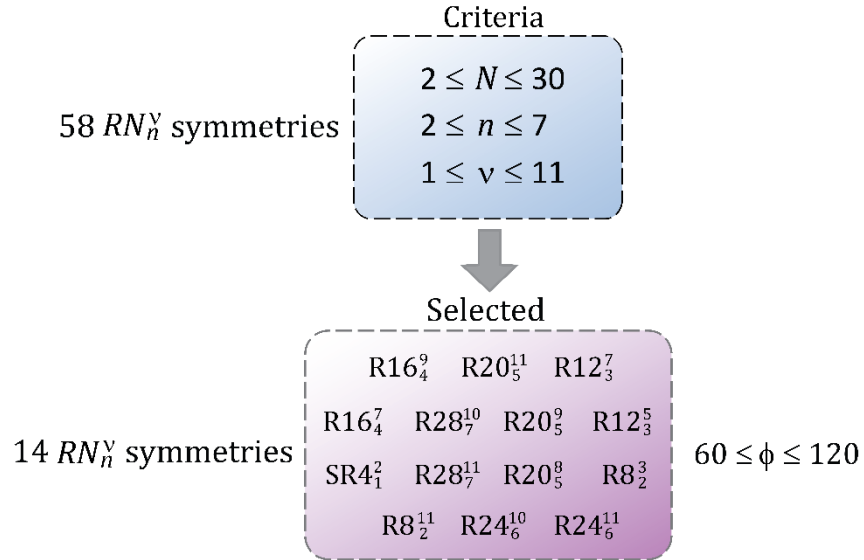 Criteria
2 ≤ N ≤ 30
58 RN_n^ν symmetries
2 ≤ n ≤ 7
1 ≤ ν ≤ 11
Selected
R16_4^9 R20_5^11 R12_3^7
R16_4^7 R28_7^10 R20_5^9 R12_3^5
14 RN_n^ν symmetries
60 ≤ ϕ ≤ 120
SR4_1^2 R28_7^11 R20_5^8 R8_2^3
R8_2^11 R24_6^10 R24_6^11